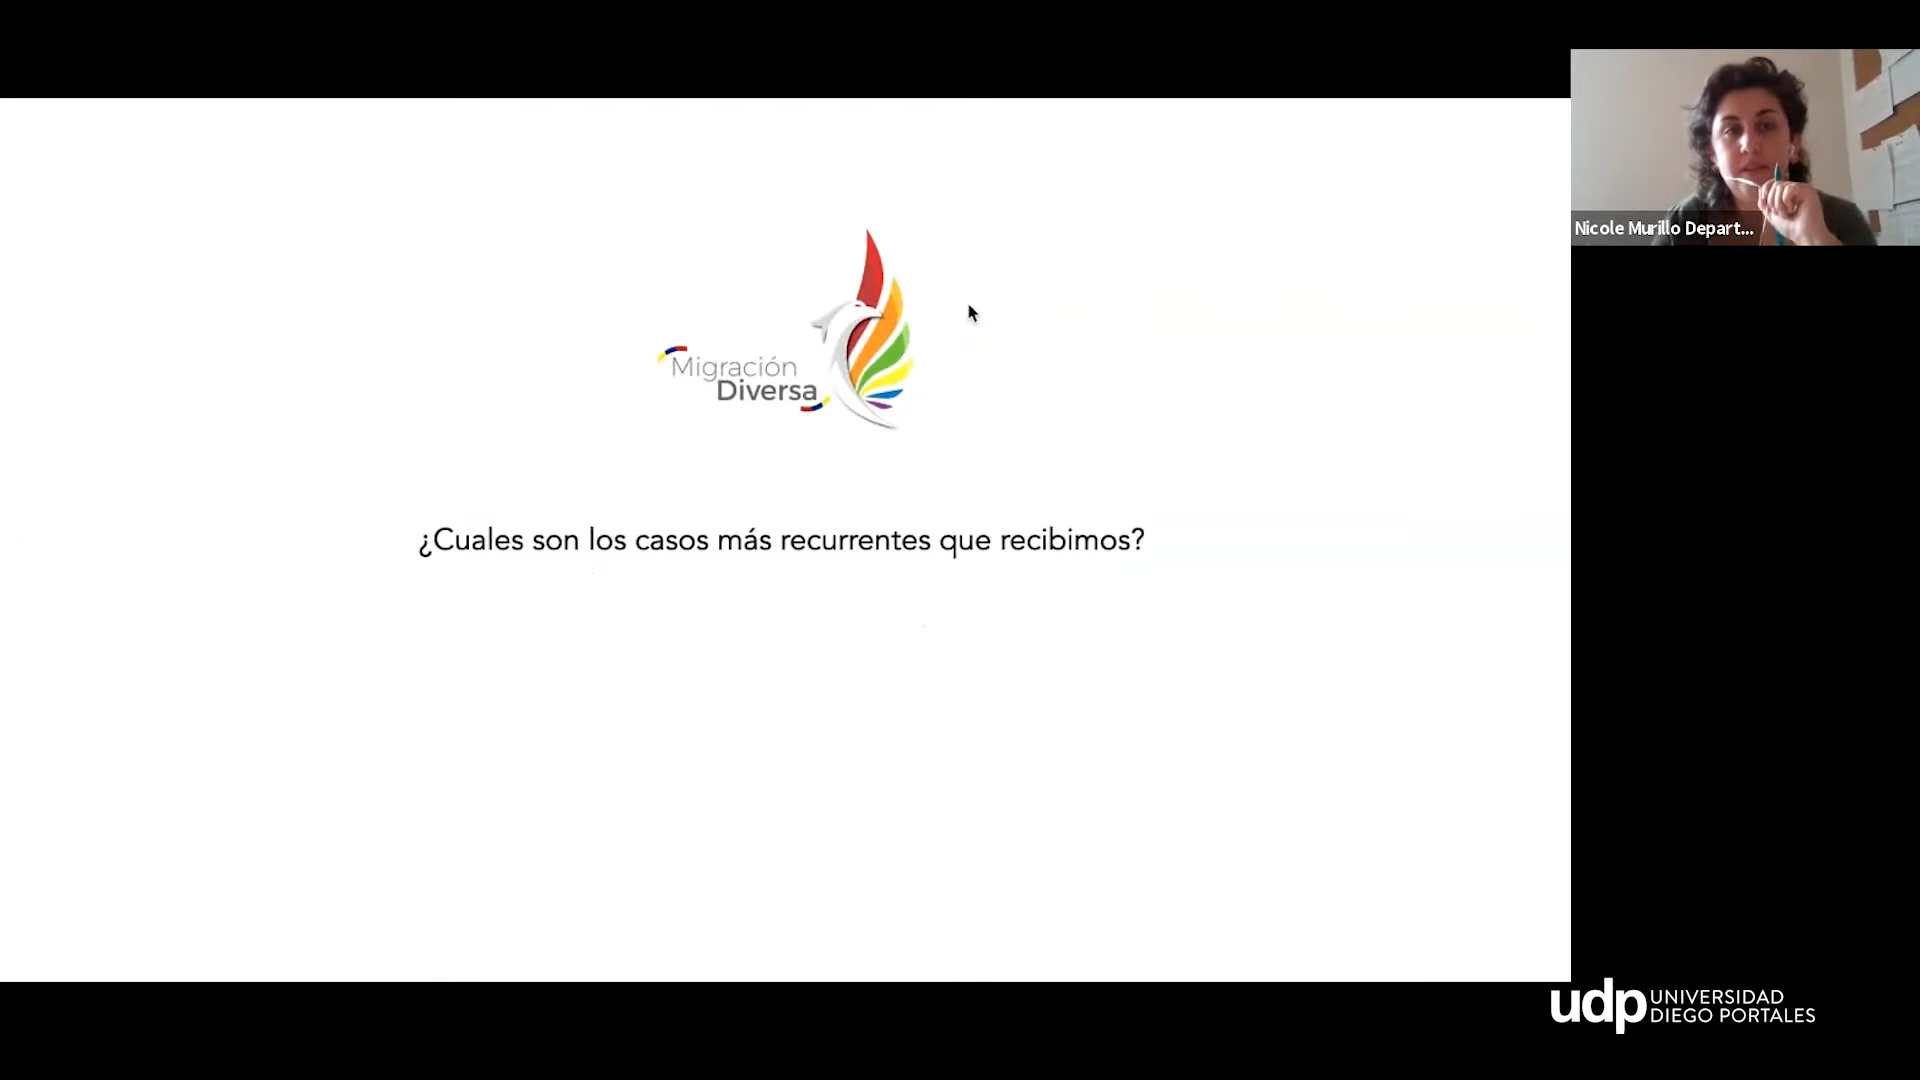 Migración
Diversa
¿Cuales son los casos más recurrentes que recibimos?
Nicole Murillo Depart...
udp UNIVERSIDAD
DIEGO PORTALES